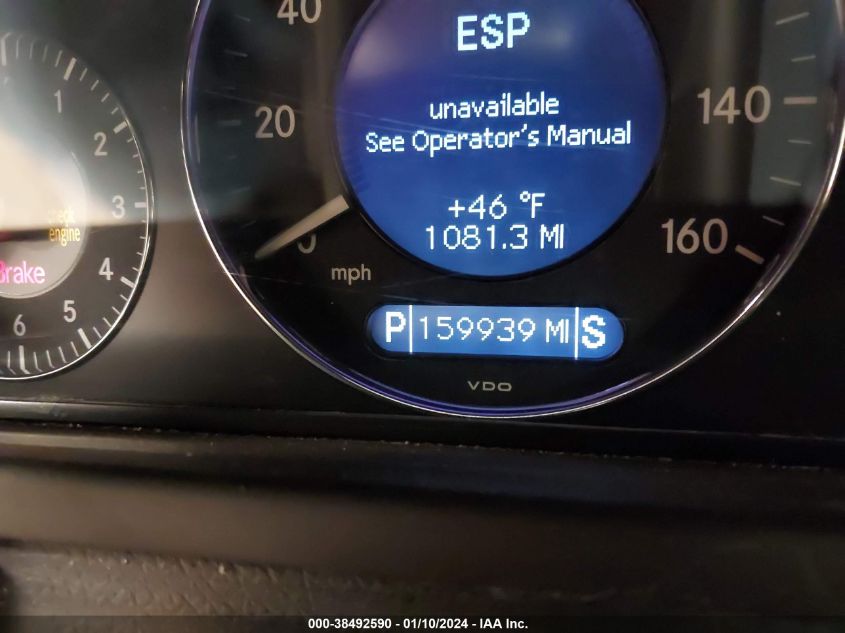 40
ESP
unavailable
See Operator's Manual
20
140
+46 °F
1081.3 MI
0
160
mph
P 159939 MI S
VDO
1
2
3
check
engine
Brake
4
5
6
000-38492590 - 01/10/2024 - IAA Inc.